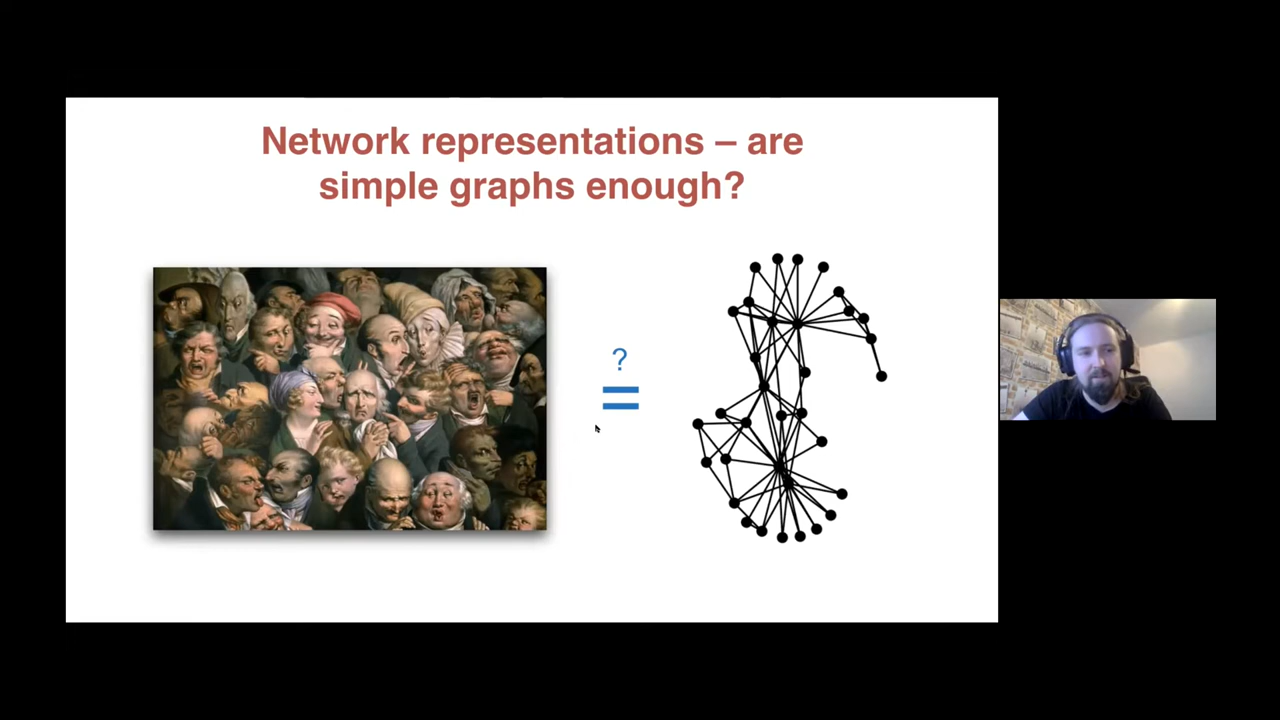 Network representations – are
simple graphs enough?
?
=